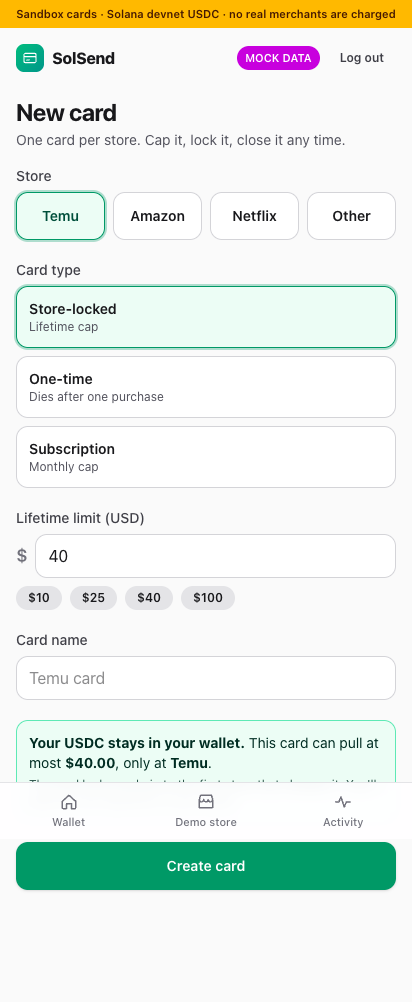 Sandbox cards · Solana devnet USDC · no real merchants are charged
SolSend
MOCK DATA
Log out
New card
One card per store. Cap it, lock it, close it any time.
Store
Temu
Amazon
Netflix
Other
Card type
Store-locked
Lifetime cap
One-time
Dies after one purchase
Subscription
Monthly cap
Lifetime limit (USD)
$
40
$10
$25
$40
$100
Card name
Temu card
Your USDC stays in your wallet. This card can pull at
most $40.00, only at Temu.
Wallet
Demo store
Activity
Create card